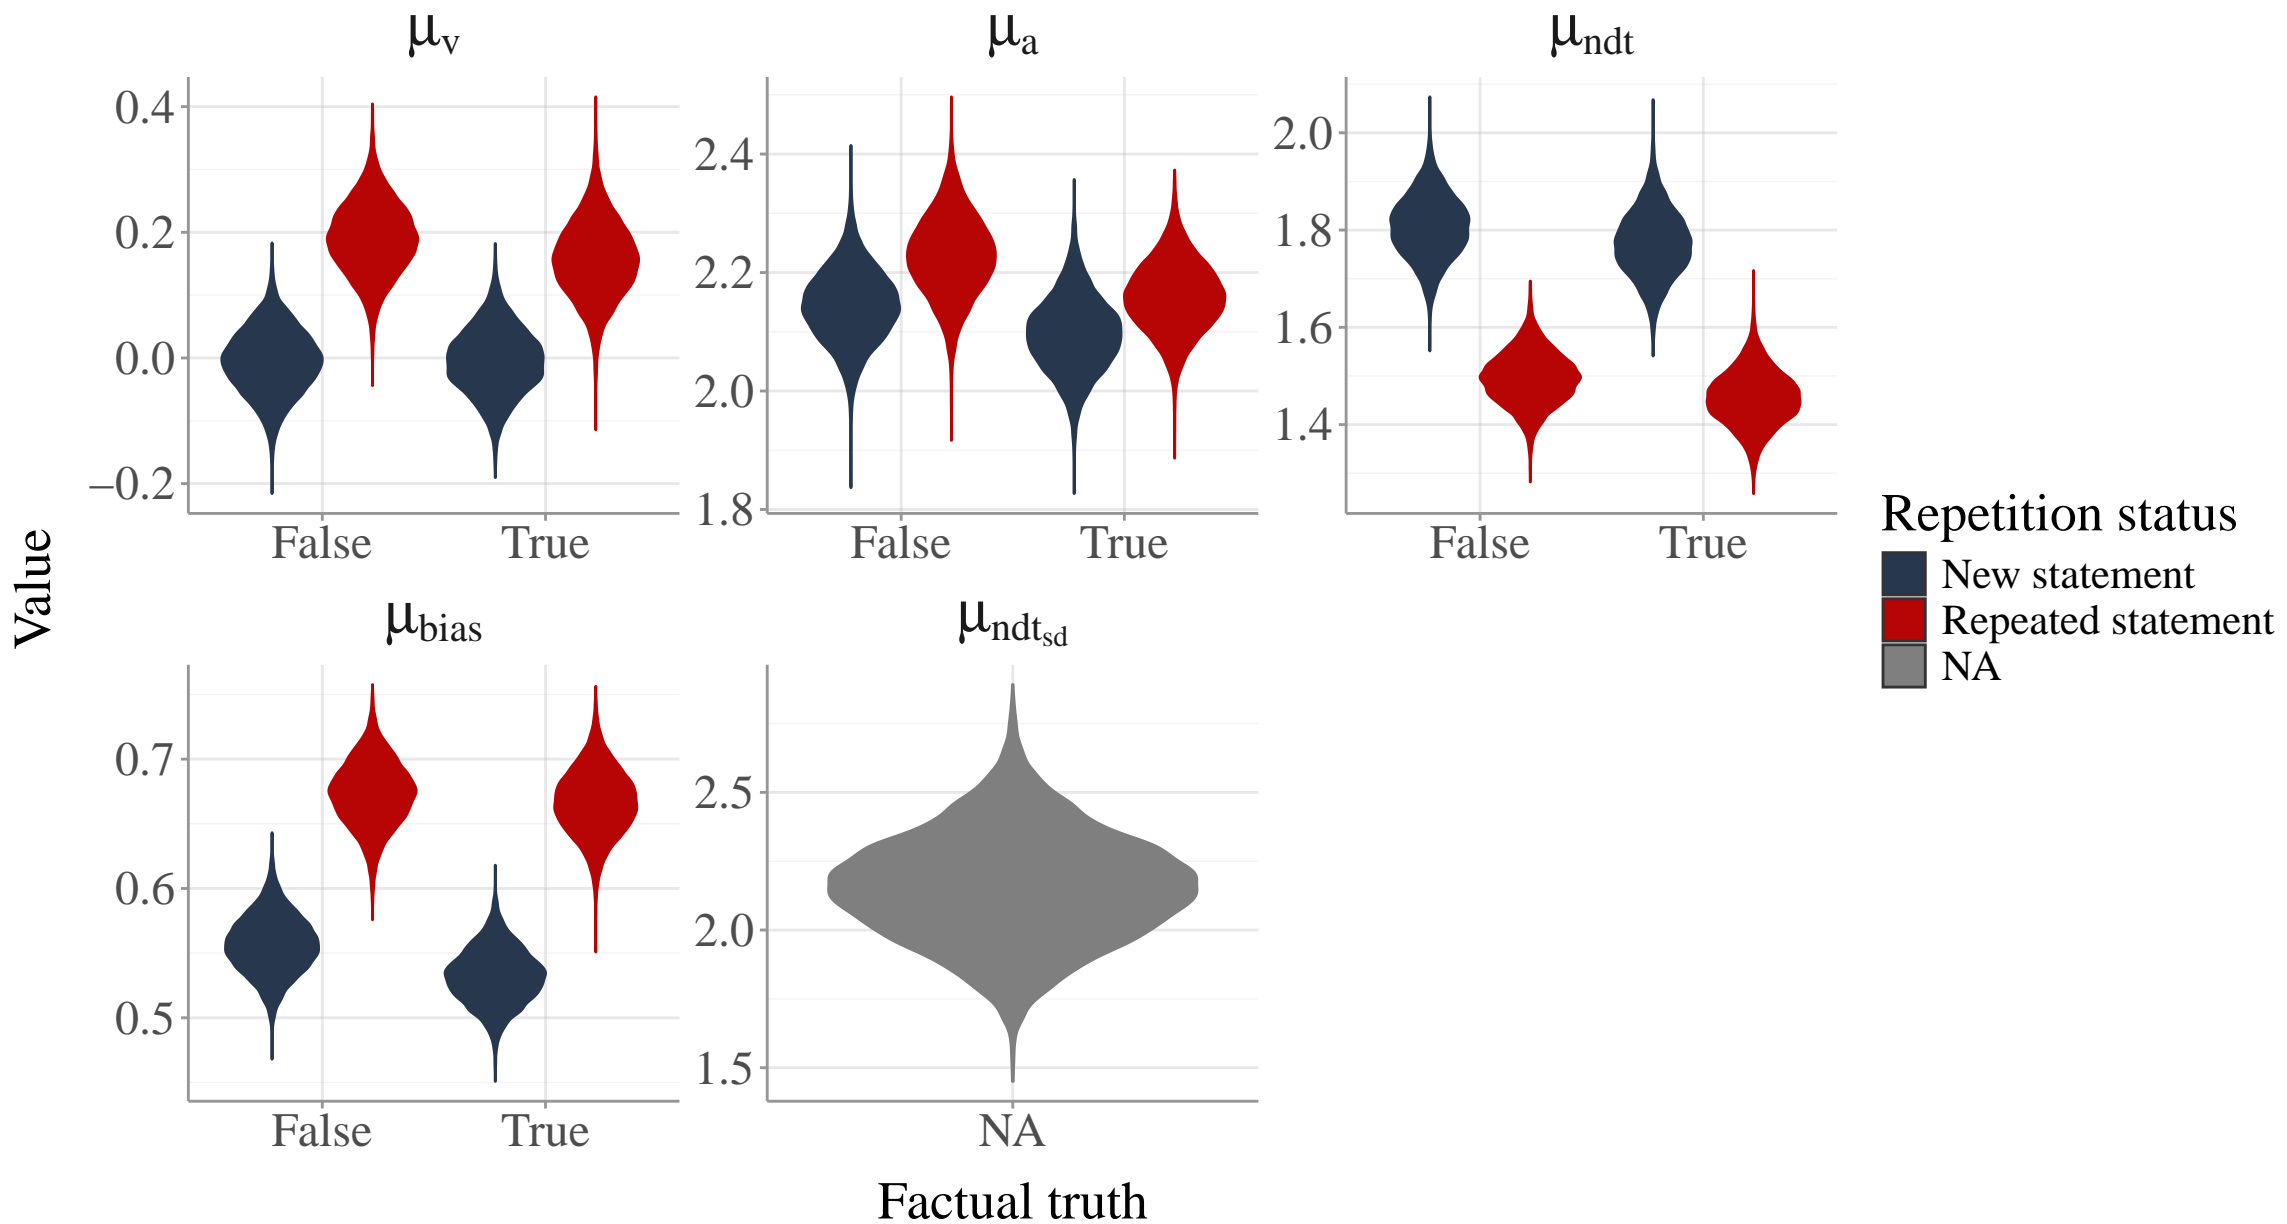 μv
0.4
0.2
0.0
−0.2
False True
μa
2.4
2.2
2.0
1.8
False True
μndt
2.0
1.8
1.6
1.4
False True
Value
μbias
0.7
0.6
0.5
False True
μndtsd
2.5
2.0
1.5
NA
Factual truth
Repetition status
New statement
Repeated statement
NA